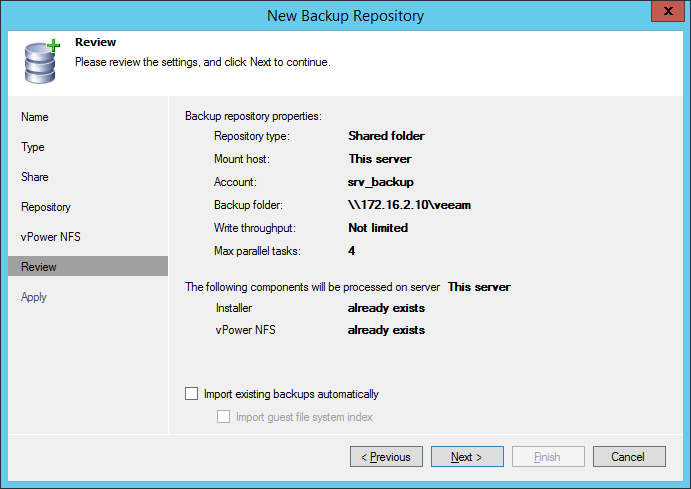 New Backup Repository
x
Review
Please review the settings, and click Next to continue.
Name
Type
Share
Repository
vPower NFS
Review
Apply
Backup repository properties:
Repository type: Shared folder
Mount host: This server
Account: srv_backup
Backup folder: \\172.16.2.10\veeam
Write throughput: Not limited
Max parallel tasks: 4
The following components will be processed on server This server
Installer already exists
vPower NFS already exists
Import existing backups automatically
Import guest file system index
< Previous Next > Finish Cancel